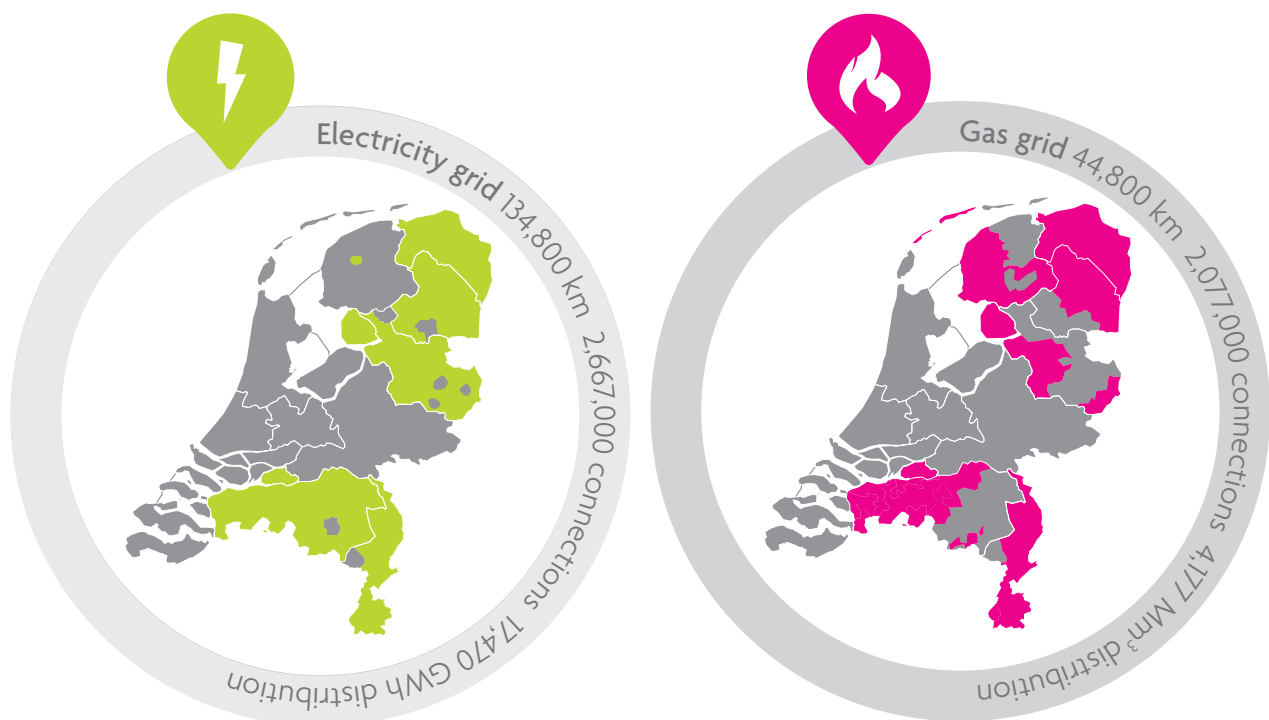 Electricity grid 134,800 km 2,667,000 connections 17,470 GWh distribution
Gas grid 44,800 km 2,077,000 connections 4,177 Mm³ distribution